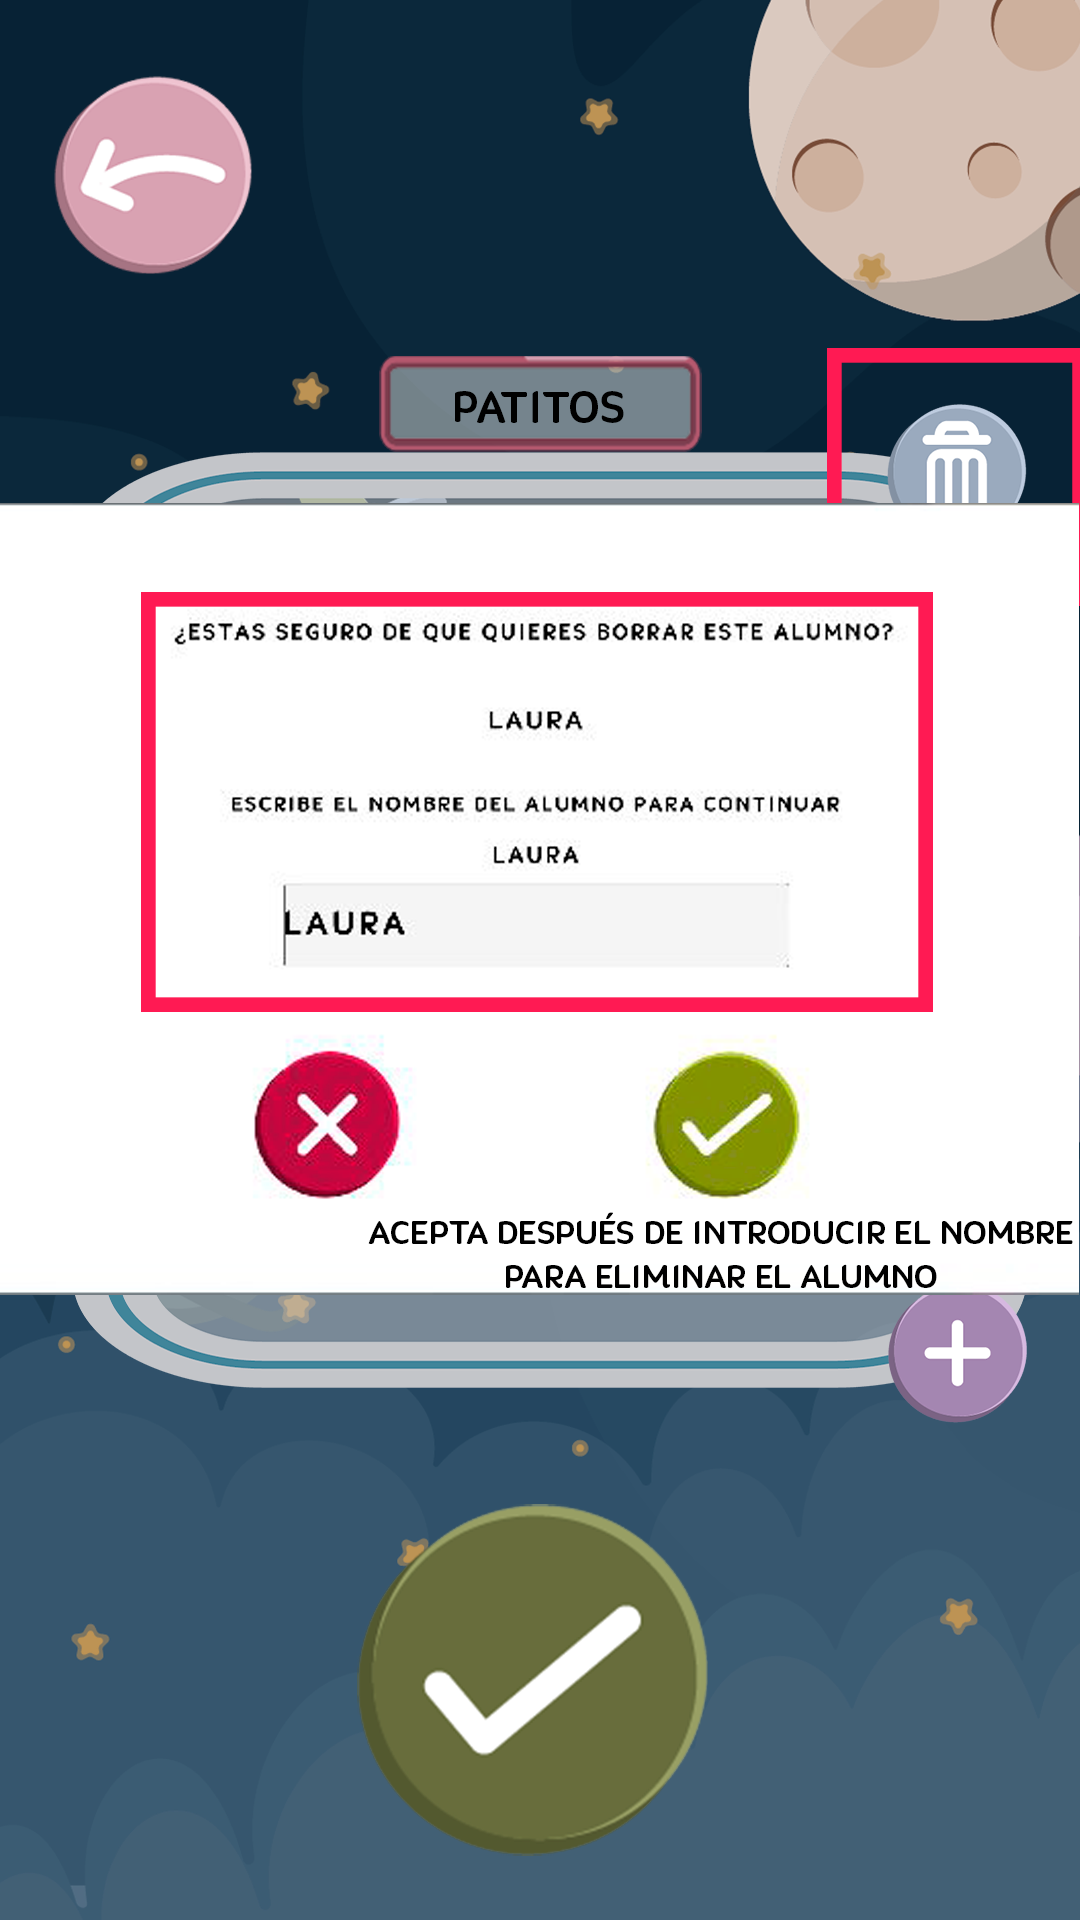 PATITOS
¿ESTAS SEGURO DE QUE QUIERES BORRAR ESTE ALUMNO?
LAURA
ESCRIBE EL NOMBRE DEL ALUMNO PARA CONTINUAR
LAURA
LAURA
ACEPTA DESPUÉS DE INTRODUCIR EL NOMBRE
PARA ELIMINAR EL ALUMNO